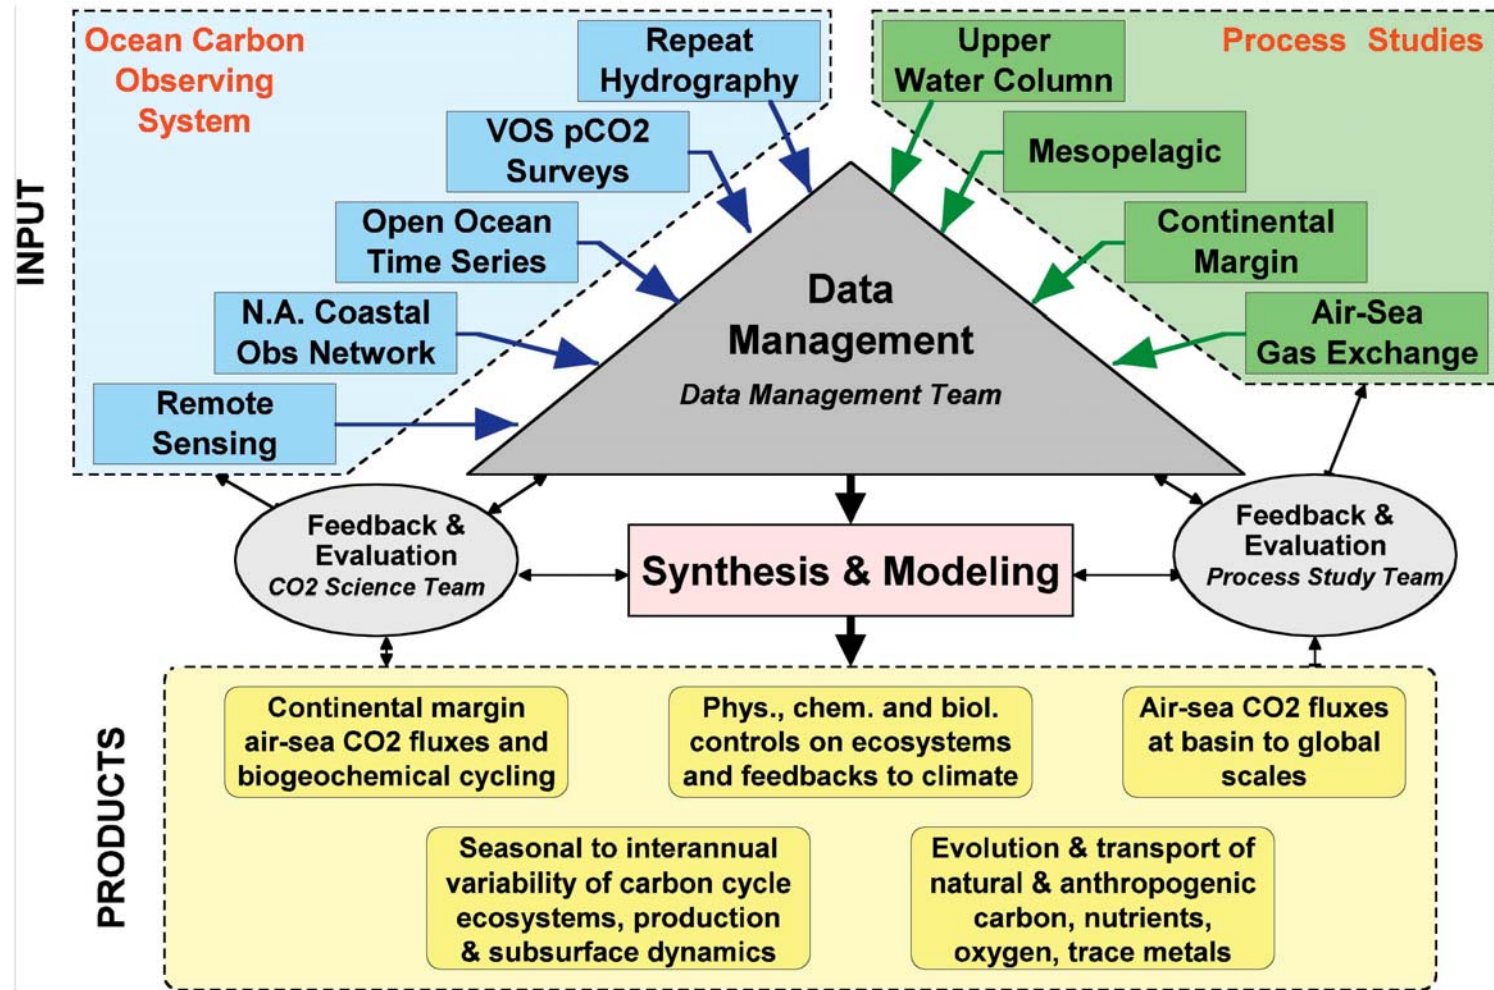 Ocean Carbon
Observing
System
Repeat
Hydrography
VOS pCO2
Surveys
Open Ocean
Time Series
N.A. Coastal
Obs Network
Remote
Sensing
Process Studies
Upper
Water Column
Mesopelagic
Continental
Margin
Air-Sea
Gas Exchange
INPUT
Data
Management
Data Management Team
Feedback &
Evaluation
CO2 Science Team
Synthesis & Modeling
Feedback &
Evaluation
Process Study Team
PRODUCTS
Continental margin
air-sea CO2 fluxes and
biogeochemical cycling
Phys., chem. and biol.
controls on ecosystems
and feedbacks to climate
Air-sea CO2 fluxes
at basin to global
scales
Seasonal to interannual
variability of carbon cycle
ecosystems, production
& subsurface dynamics
Evolution & transport of
natural & anthropogenic
carbon, nutrients,
oxygen, trace metals